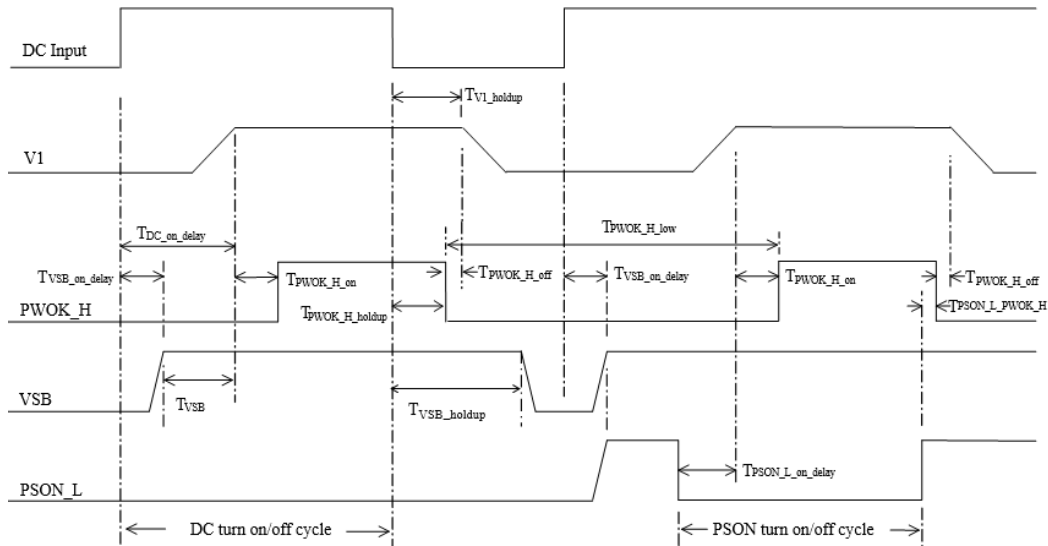 DC Input
TV1_holdup
V1
TPWOK_H_low
TDC_on_delay
TVSB_on_delay
TPWOK_H_on
TPWOK_H_off
TVSB_on_delay
TPWOK_H_on
TPWOK_H_off
PWOK_H
TPWOK_H_holdup
TPSON_L_PWOK_H
VSB
TVSB
TVSB_holdup
TPSON_L_on_delay
PSON_L
DC turn on/off cycle
PSON turn on/off cycle